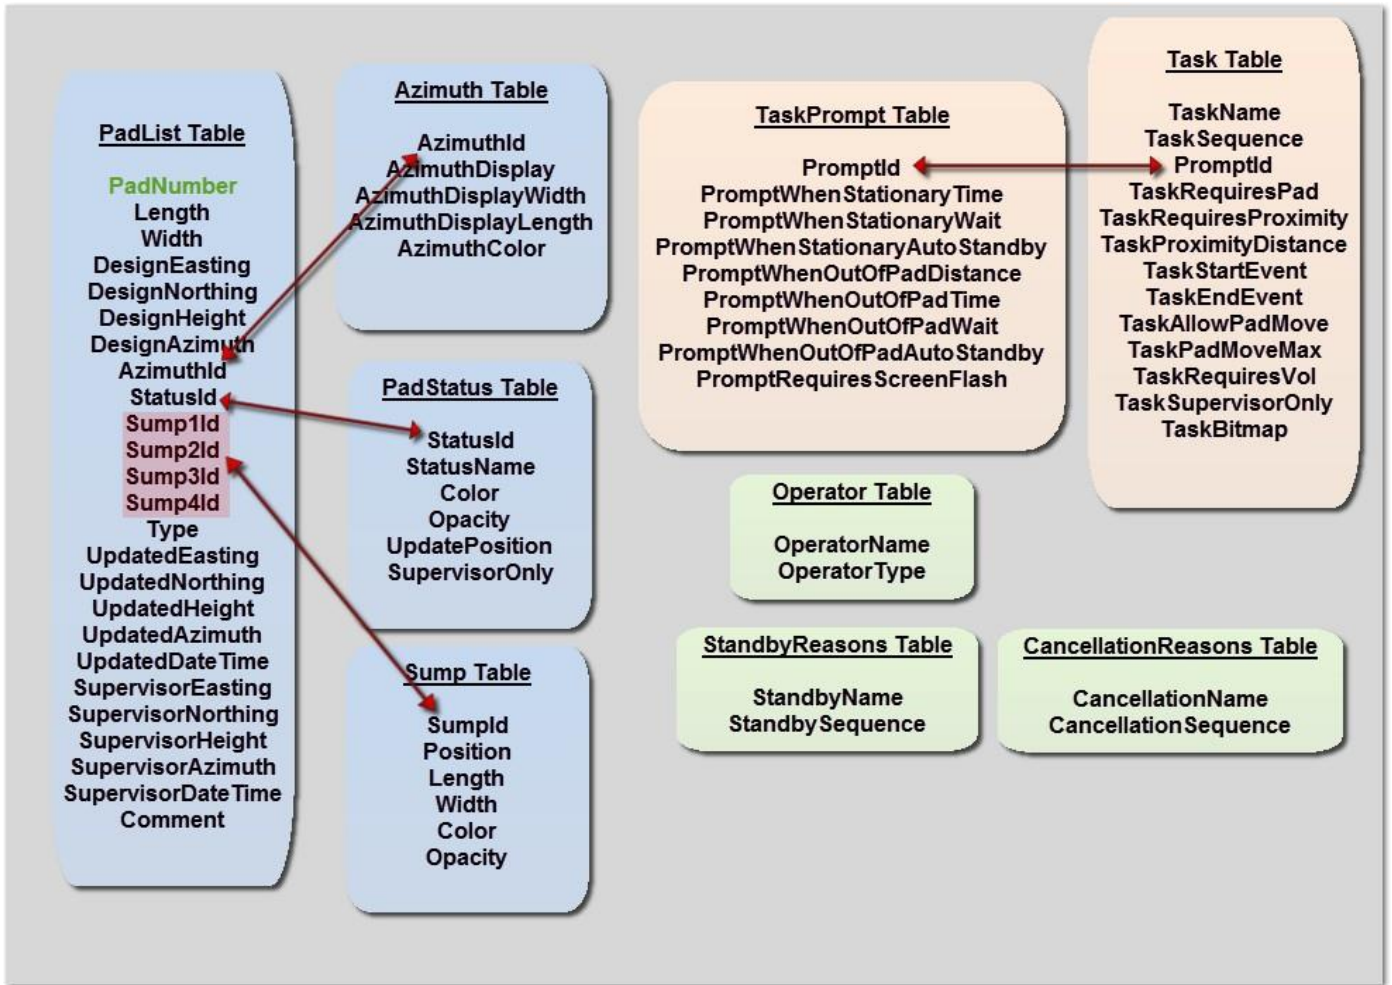 PadList Table
PadNumber
Length
Width
DesignEasting
DesignNorthing
DesignHeight
DesignAzimuth
AzimuthId
StatusId
Sump1Id
Sump2Id
Sump3Id
Sump4Id
Type
UpdatedEasting
UpdatedNorthing
UpdatedHeight
UpdatedAzimuth
UpdatedDateTime
SupervisorEasting
SupervisorNorthing
SupervisorHeight
SupervisorAzimuth
SupervisorDateTime
Comment
Azimuth Table
AzimuthId
AzimuthDisplay
AzimuthDisplayWidth
AzimuthDisplayLength
AzimuthColor
PadStatus Table
StatusId
StatusName
Color
Opacity
UpdatePosition
SupervisorOnly
Sump Table
SumpId
Position
Length
Width
Color
Opacity
TaskPrompt Table
PromptId
PromptWhenStationaryTime
PromptWhenStationaryWait
PromptWhenStationaryAutoStandby
PromptWhenOutOfPadDistance
PromptWhenOutOfPadTime
PromptWhenOutOfPadWait
PromptWhenOutOfPadAutoStandby
PromptRequiresScreenFlash
Task Table
TaskName
TaskSequence
PromptId
TaskRequiresPad
TaskRequiresProximity
TaskProximityDistance
TaskStartEvent
TaskEndEvent
TaskAllowPadMove
TaskPadMoveMax
TaskRequiresVol
TaskSupervisorOnly
TaskBitmap
Operator Table
OperatorName
OperatorType
StandbyReasons Table
StandbyName
StandbySequence
CancellationReasons Table
CancellationName
CancellationSequence